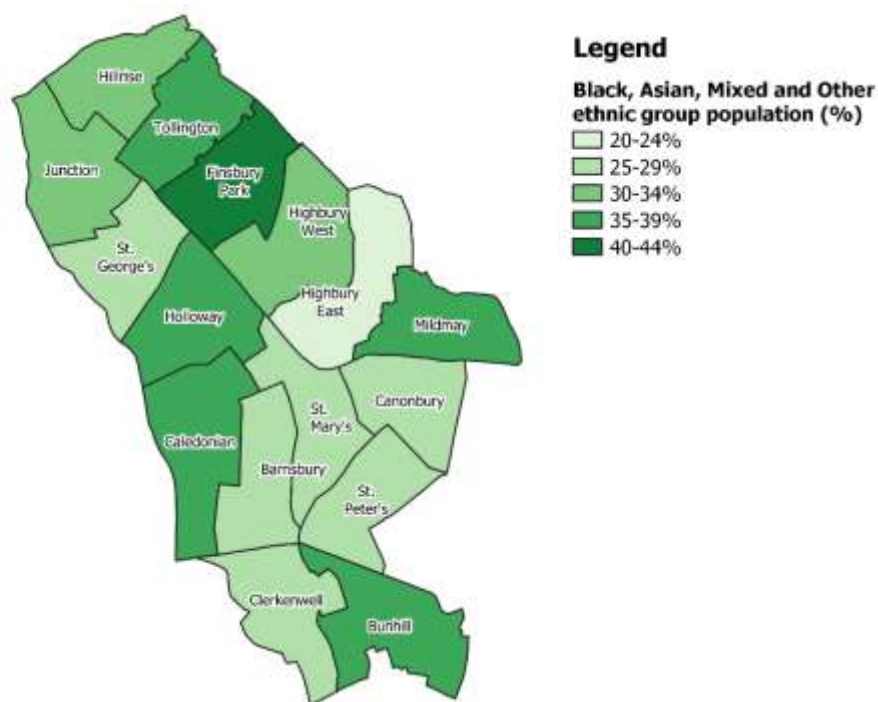 Legend
Black, Asian, Mixed and Other
ethnic group population (%)
20-24%
25-29%
30-34%
35-39%
40-44%
Hillrise
Tollington
Junction
Finsbury
Park
Highbury
West
St.
George's
Highbury
East
Holloway
Mildmay
Canonbury
St.
Mary's
Caledonian
Barnsbury
St.
Peter's
Clerkenwell
Bunhill